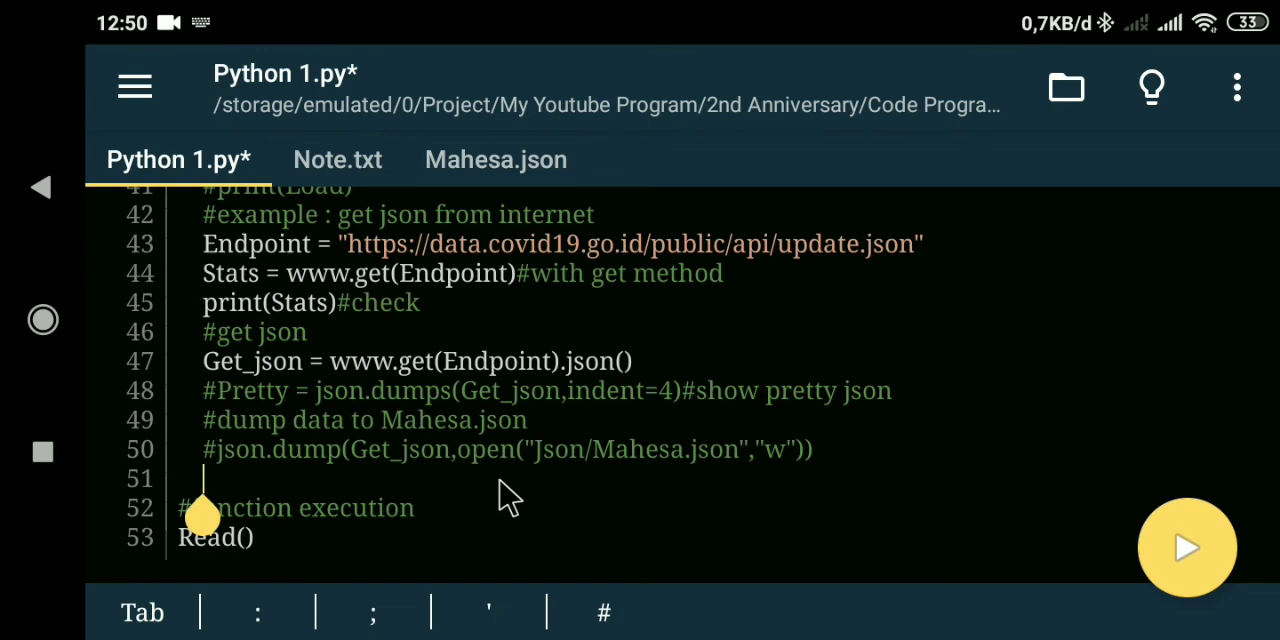 12:50
0,7KB/d
33
Python 1.py*
/storage/emulated/0/Project/My Youtube Program/2nd Anniversary/Code Progra...
Python 1.py* Note.txt Mahesa.json
41 #print(Load)
42 #example : get json from internet
43 Endpoint = "https://data.covid19.go.id/public/api/update.json"
44 Stats = www.get(Endpoint)#with get method
45 print(Stats)#check
46 #get json
47 Get_json = www.get(Endpoint).json()
48 #Pretty = json.dumps(Get_json,indent=4)#show pretty json
49 #dump data to Mahesa.json
50 #json.dump(Get_json,open("Json/Mahesa.json","w"))
51
52 #function execution
53 Read()
Tab : ; ' #